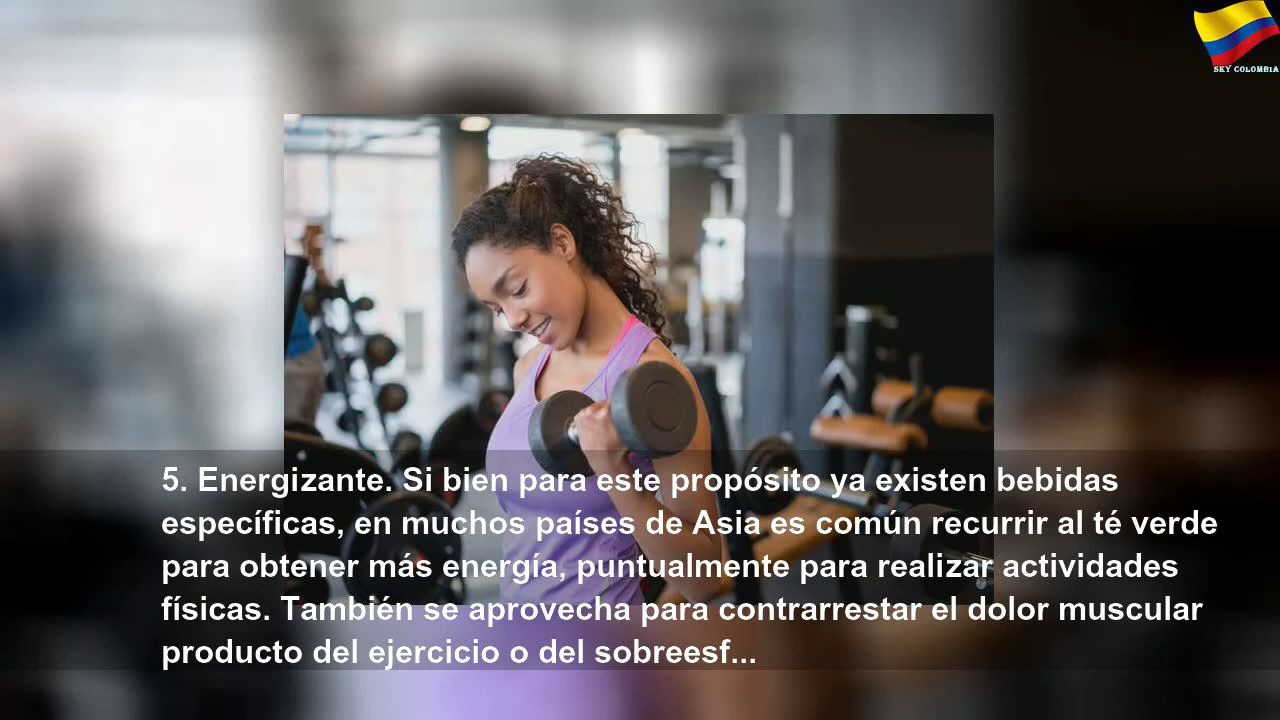 SKY COLOMBIA
5. Energizante. Si bien para este propósito ya existen bebidas
específicas, en muchos países de Asia es común recurrir al té verde
para obtener más energía, puntualmente para realizar actividades
físicas. También se aprovecha para contrarrestar el dolor muscular
producto del ejercicio o del sobreesf...